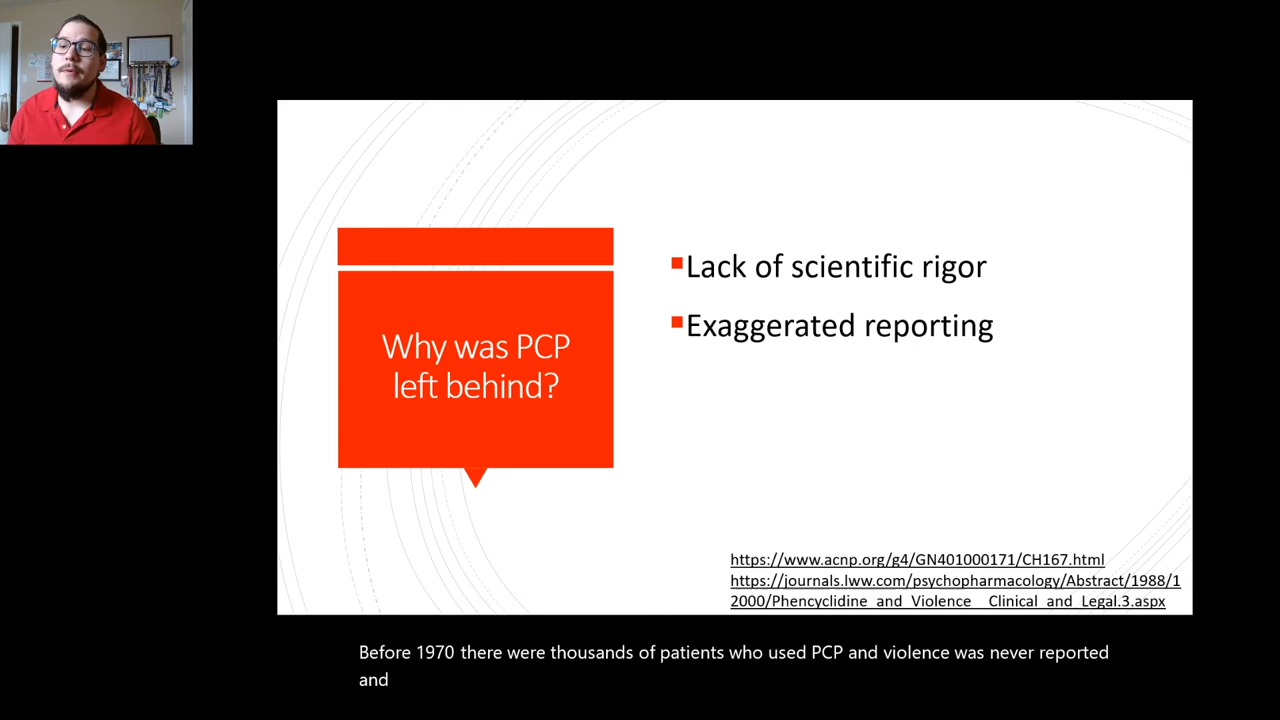 Why was PCP
left behind?
Lack of scientific rigor
Exaggerated reporting
https://www.acnp.org/g4/GN401000171/CH167.html
https://journals.lww.com/psychopharmacology/Abstract/1988/1
2000/Phencyclidine_and_Violence__Clinical_and_Legal.3.aspx
Before 1970 there were thousands of patients who used PCP and violence was never reported
and